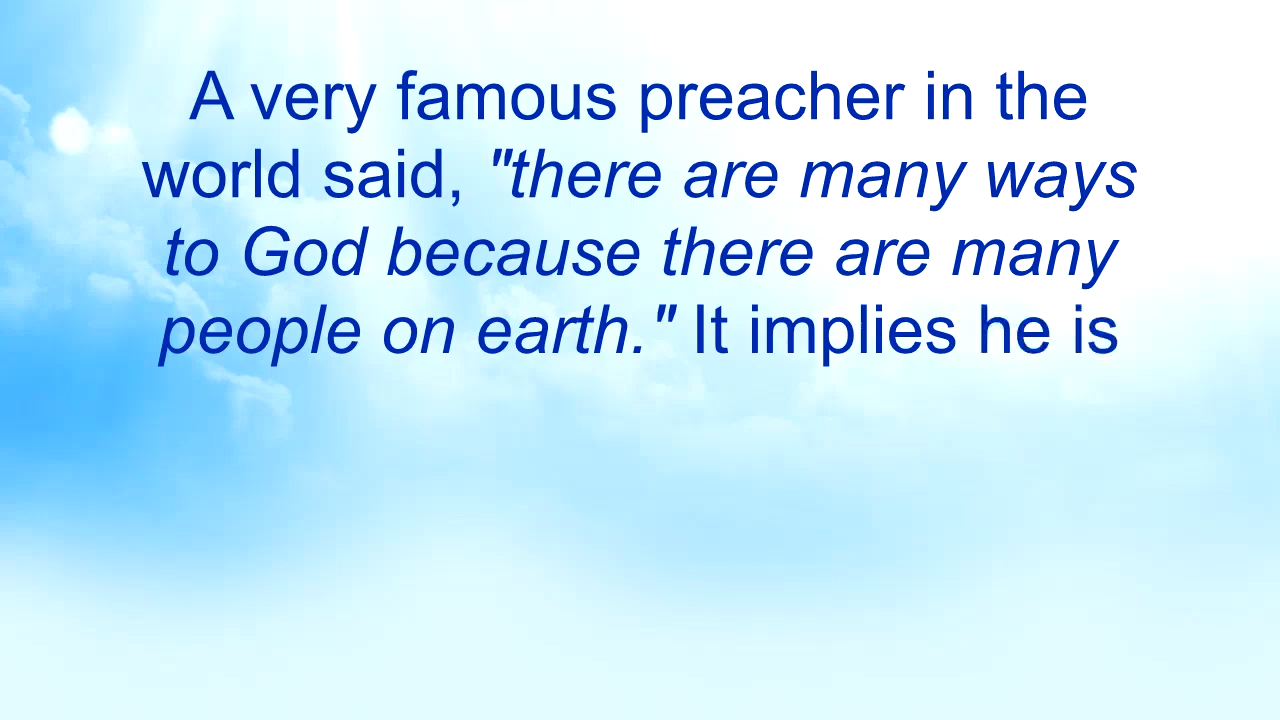 A very famous preacher in the
world said, "there are many ways
to God because there are many
people on earth." It implies he is